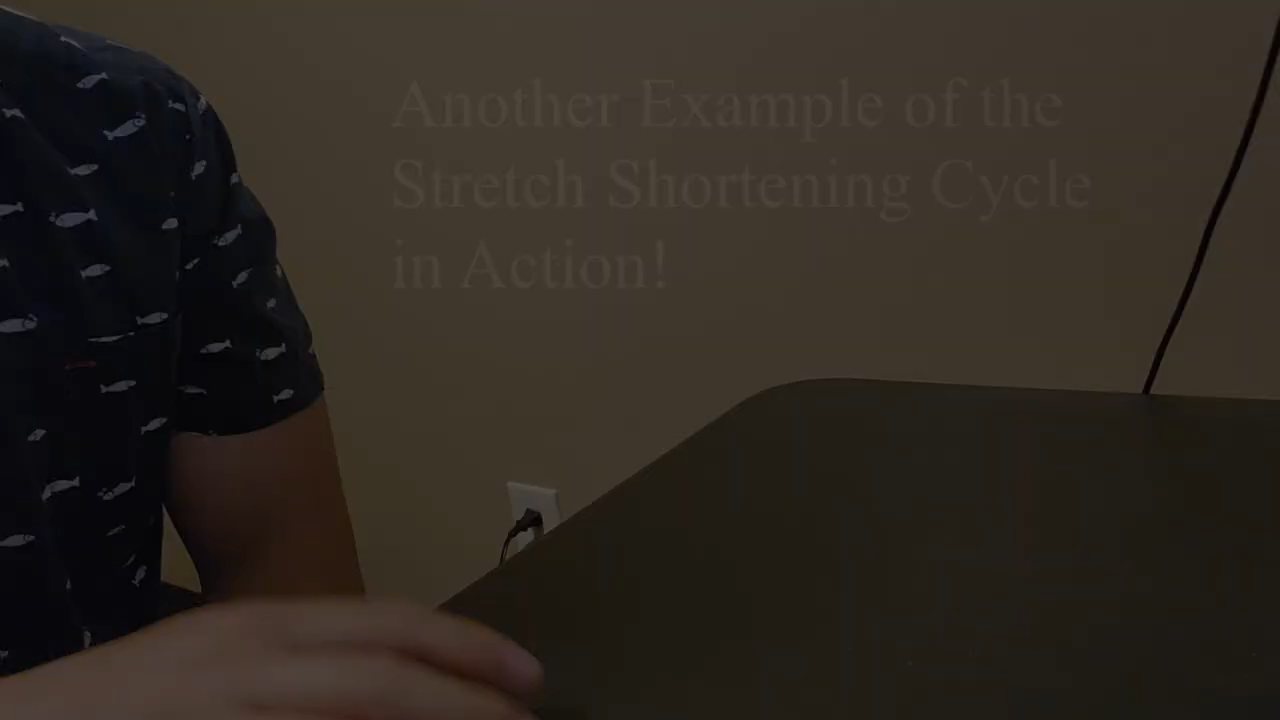 Another Example of the
Stretch Shortening Cycle
in Action!